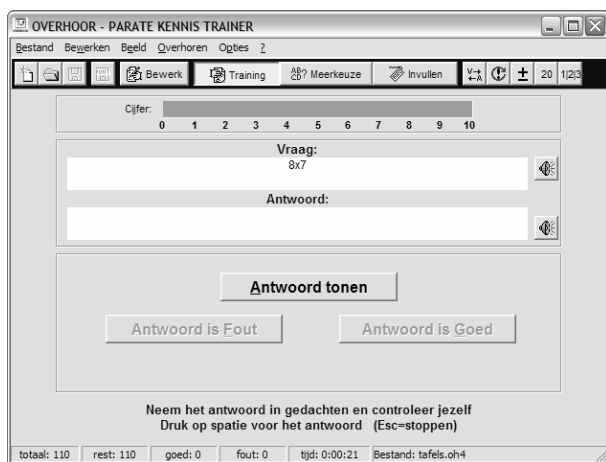 OVERHOOR - PARATE KENNIS TRAINER
Bestand Bewerken Beeld Overhoren Opties ?
Bewerk Training AB? CD? Meerkeuze Invullen V→ ←A ± 20 1|2|3
Cijfer:
0 1 2 3 4 5 6 7 8 9 10
Vraag:
8x7
Antwoord:
Antwoord tonen
Antwoord is Fout Antwoord is Goed
Neem het antwoord in gedachten en controleer jezelf
Druk op spatie voor het antwoord (Esc=stoppen)
totaal: 110 rest: 110 goed: 0 fout: 0 tijd: 0:00:21 Bestand: tafels.oh4